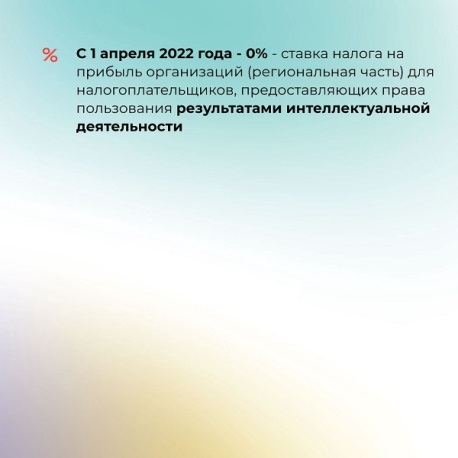 % С 1 апреля 2022 года - 0% - ставка налога на
прибыль организаций (региональная часть) для
налогоплательщиков, предоставляющих права
пользования результатами интеллектуальной
деятельности